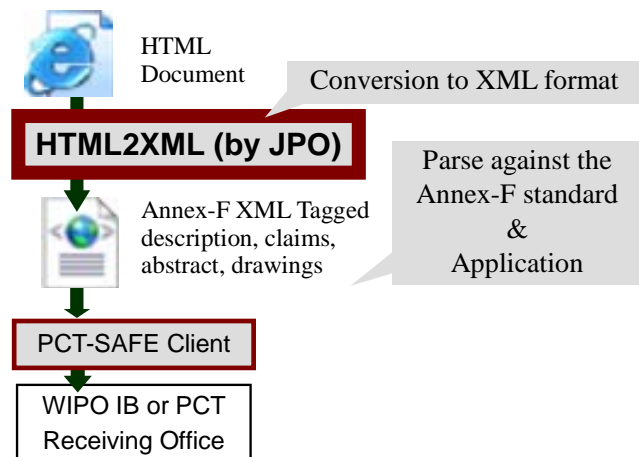 HTML
Document
Conversion to XML format
HTML2XML (by JPO)
Parse against the
Annex-F standard
&
Application
Annex-F XML Tagged
description, claims,
abstract, drawings
PCT-SAFE Client
WIPO IB or PCT
Receiving Office